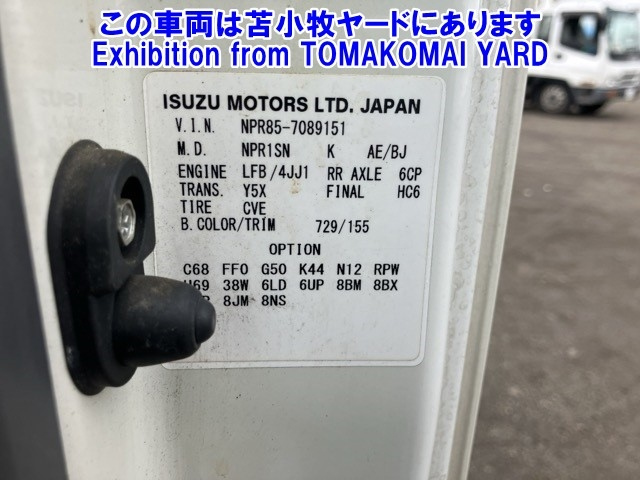 この車両は苫小牧ヤードにあります
Exhibition from TOMAKOMAI YARD
ISUZU MOTORS LTD. JAPAN
V.I.N. NPR85-7089151
M.D. NPR1SN K AE/BJ
ENGINE LFB/4JJ1 RR AXLE 6CP
TRANS. Y5X FINAL HC6
TIRE CVE
B.COLOR/TRIM 729/155
OPTION
C68 FF0 G50 K44 N12 RPW
38W 6LD 6UP 8BM 8BX
8JM 8NS